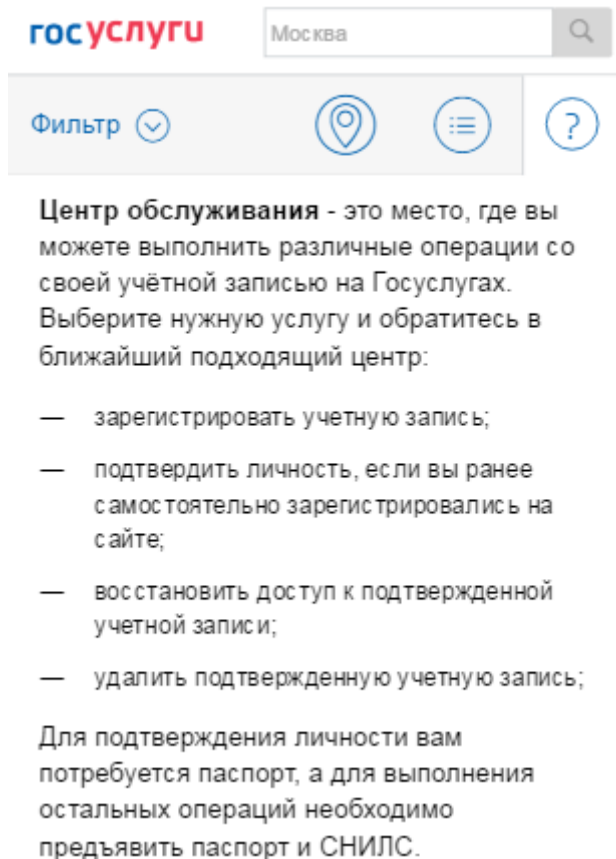 госуслуги
Москва
Фильтр
?
Центр обслуживания - это место, где вы
можете выполнить различные операции со
своей учётной записью на Госуслугах.
Выберите нужную услугу и обратитесь в
ближайший подходящий центр:
— зарегистрировать учетную запись;
— подтвердить личность, если вы ранее
самостоятельно зарегистрировались на
сайте;
— восстановить доступ к подтвержденной
учетной записи;
— удалить подтвержденную учетную запись;
Для подтверждения личности вам
потребуется паспорт, а для выполнения
остальных операций необходимо
предъявить паспорт и СНИЛС.